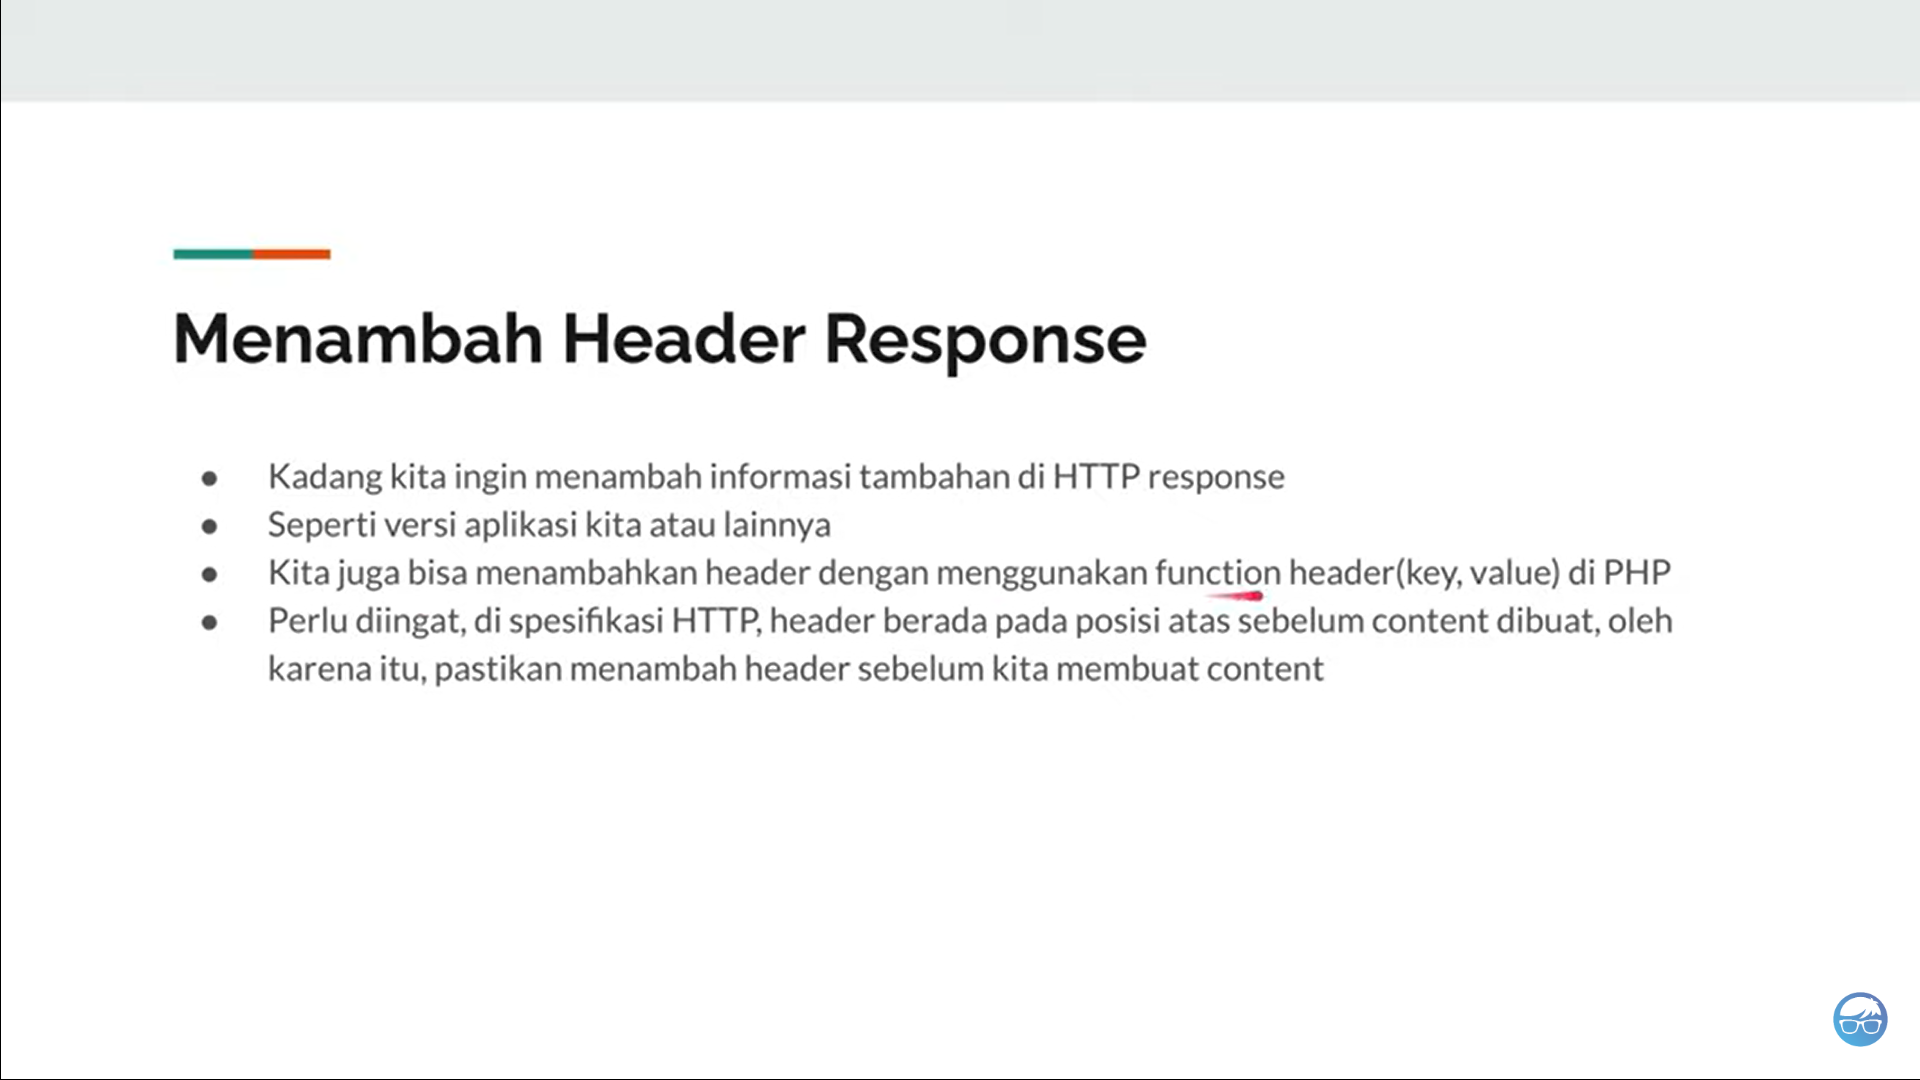 Menambah Header Response
● Kadang kita ingin menambah informasi tambahan di HTTP response
● Seperti versi aplikasi kita atau lainnya
● Kita juga bisa menambahkan header dengan menggunakan function header(key, value) di PHP
● Perlu diingat, di spesifikasi HTTP, header berada pada posisi atas sebelum content dibuat, oleh
karena itu, pastikan menambah header sebelum kita membuat content